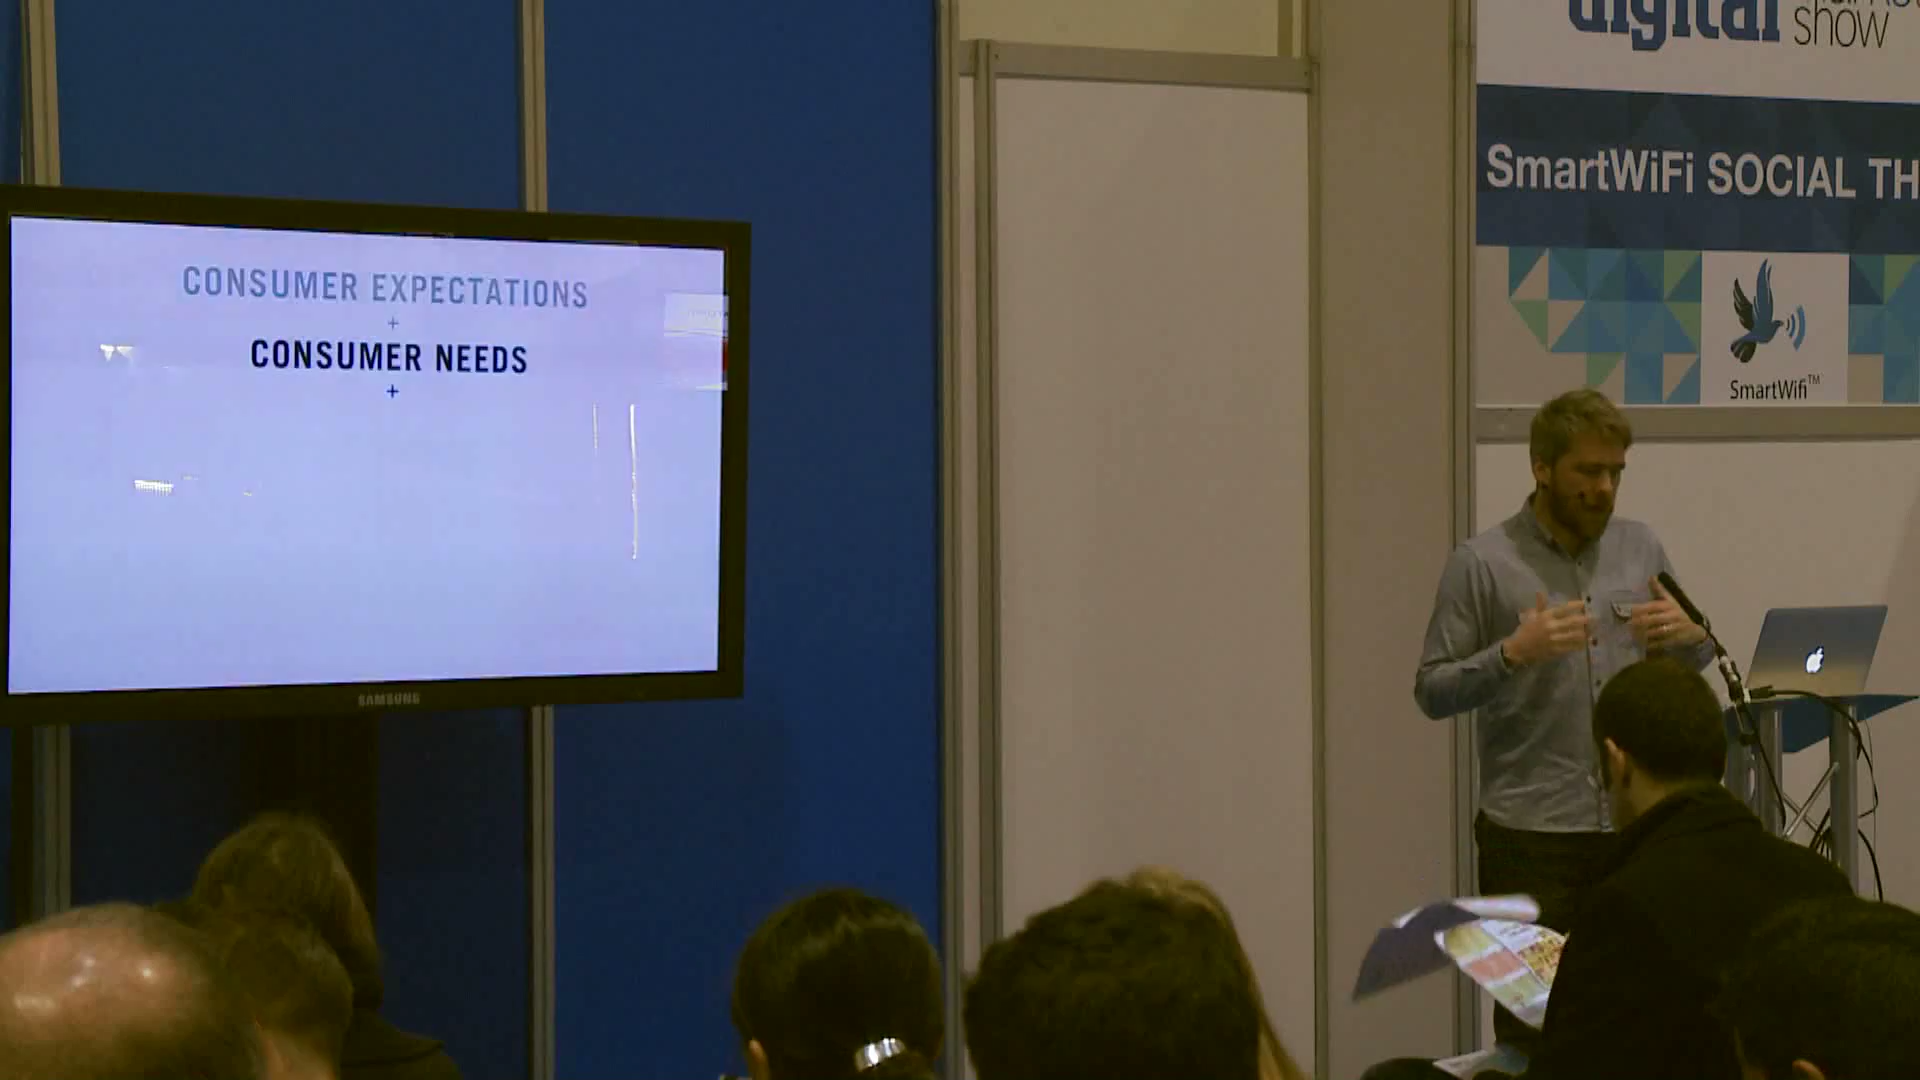 CONSUMER EXPECTATIONS
+
CONSUMER NEEDS
+
SAMSUNG
digital
show
SmartWiFi SOCIAL TH
SmartWifi™